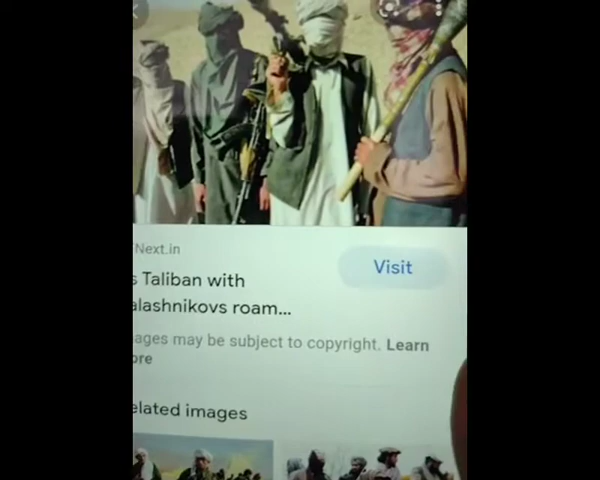 Next.in
s Taliban with
alashnikovs roam...
Visit
ages may be subject to copyright. Learn
ore
elated images